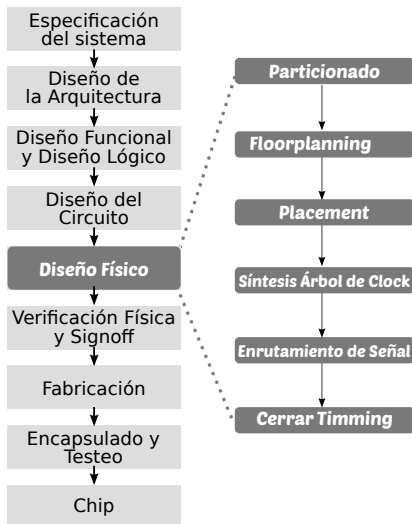 Especificación
del sistema
Diseño de
la Arquitectura
Diseño Funcional
y Diseño Lógico
Diseño del
Circuito
Diseño Físico
Verificación Física
y Signoff
Fabricación
Encapsulado y
Testeo
Chip
Particionado
Floorplanning
Placement
Síntesis Árbol de Clock
Enrutamiento de Señal
Cerrar Timming